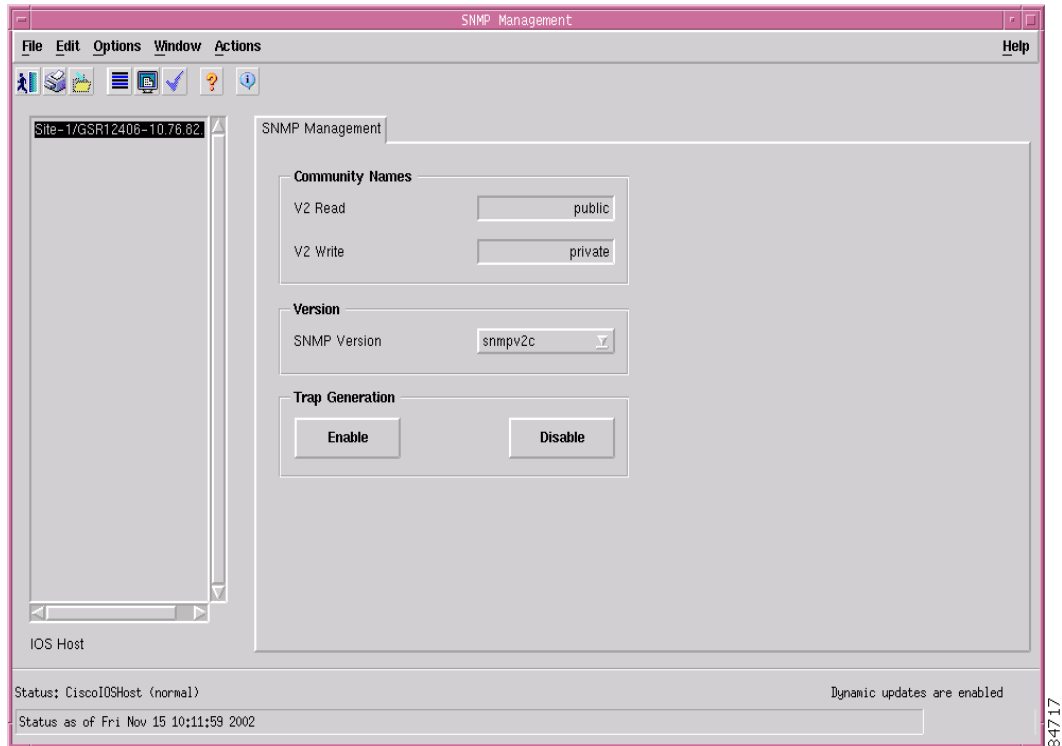 SNMP Management
File Edit Options Window Actions Help
Site-1/GSR12406-10.76.82.
SNMP Management
Community Names
V2 Read public
V2 Write private
Version
SNMP Version snmpv2c
Trap Generation
Enable Disable
IOS Host
Status: CiscoIOSHost (normal) Dynamic updates are enabled
Status as of Fri Nov 15 10:11:59 2002
84717